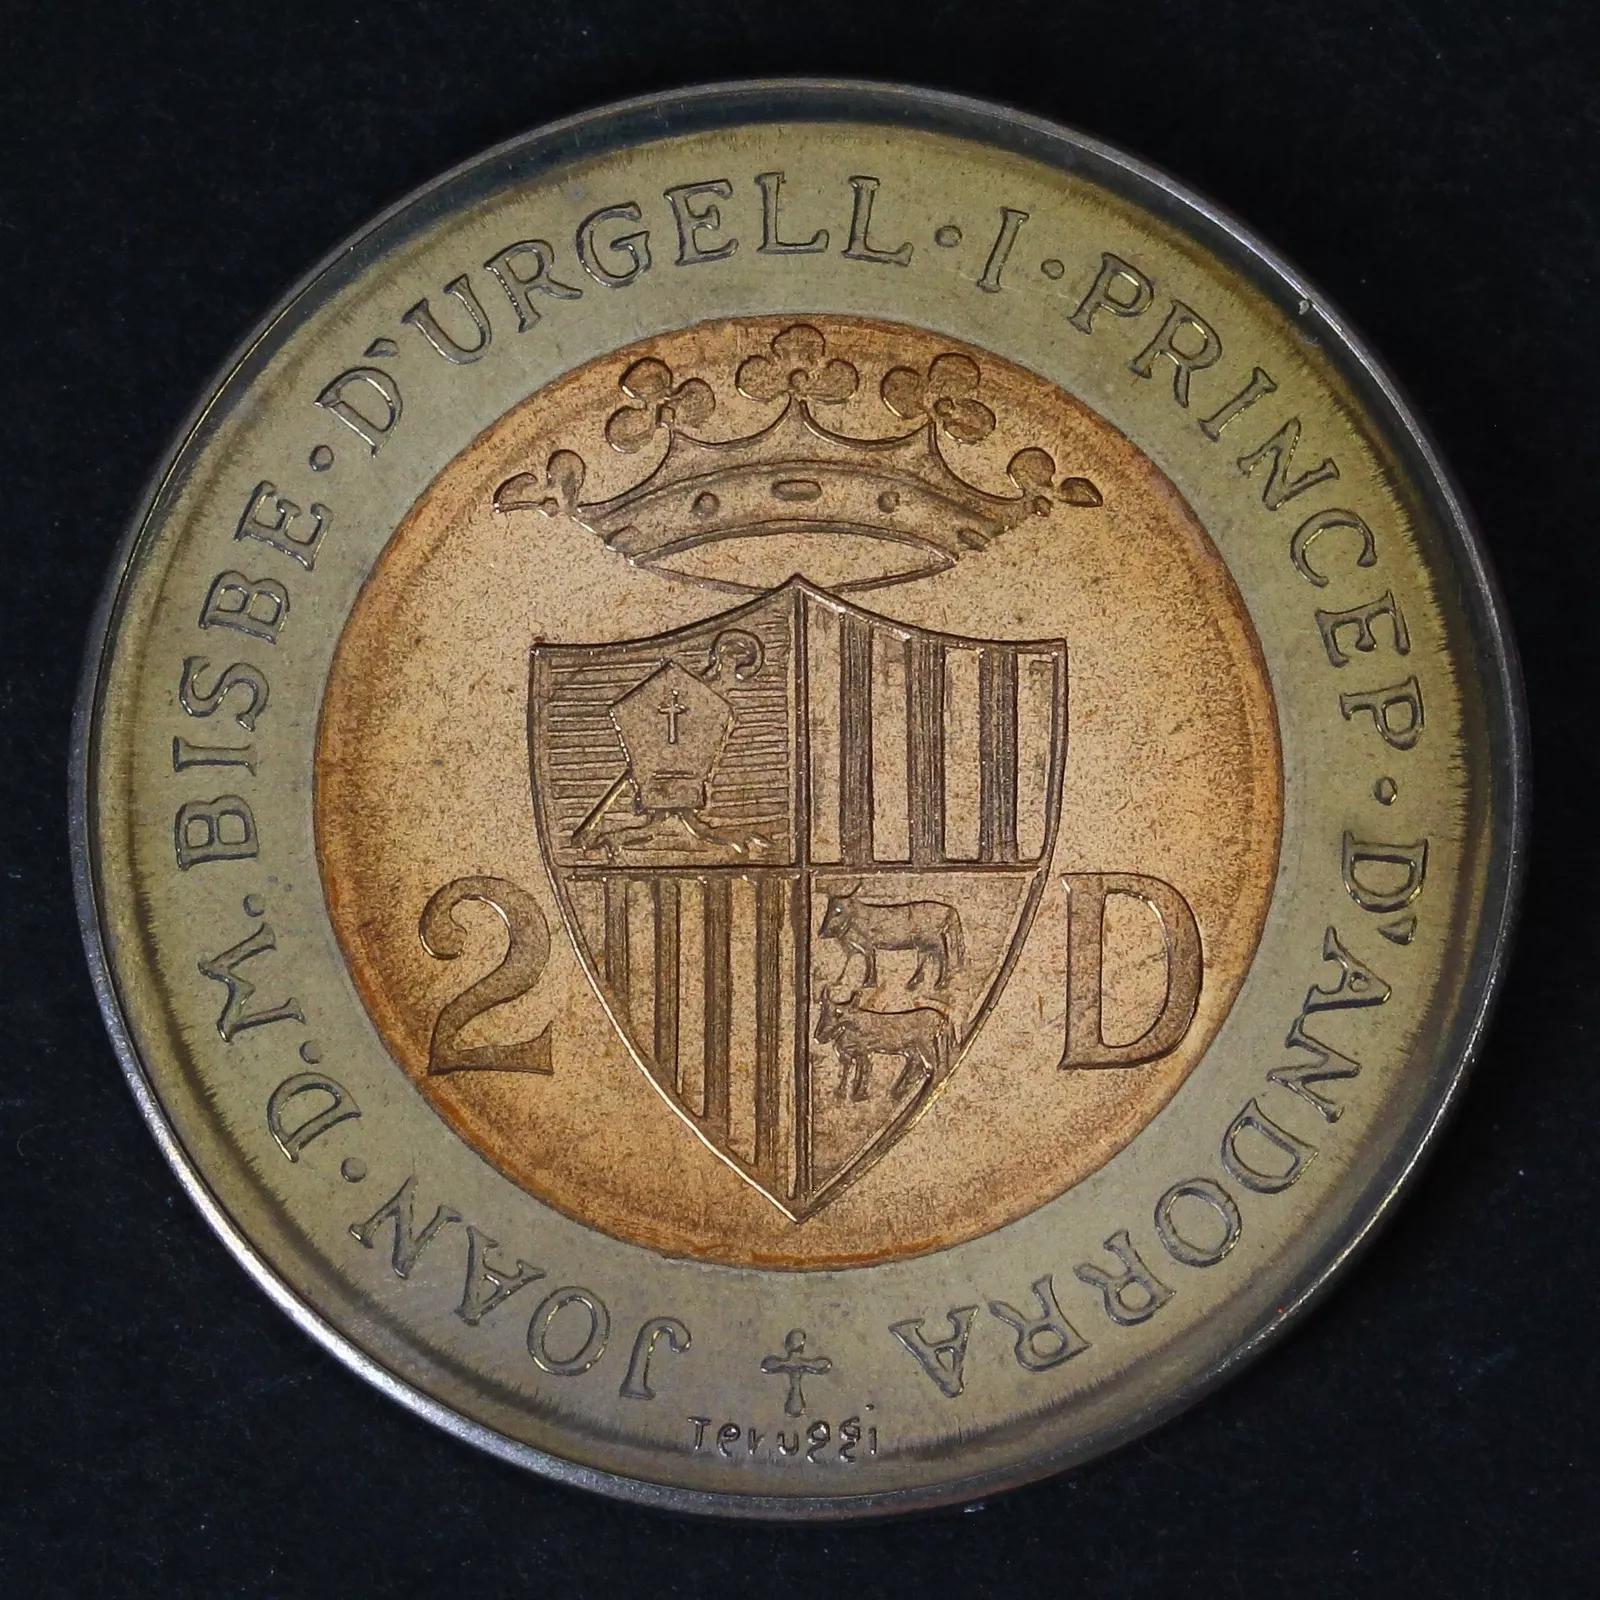 JOAN · D.M. BISBE · D'URGELL · I · PRINCEP · D'ANDORRA
2 D
Teruggi